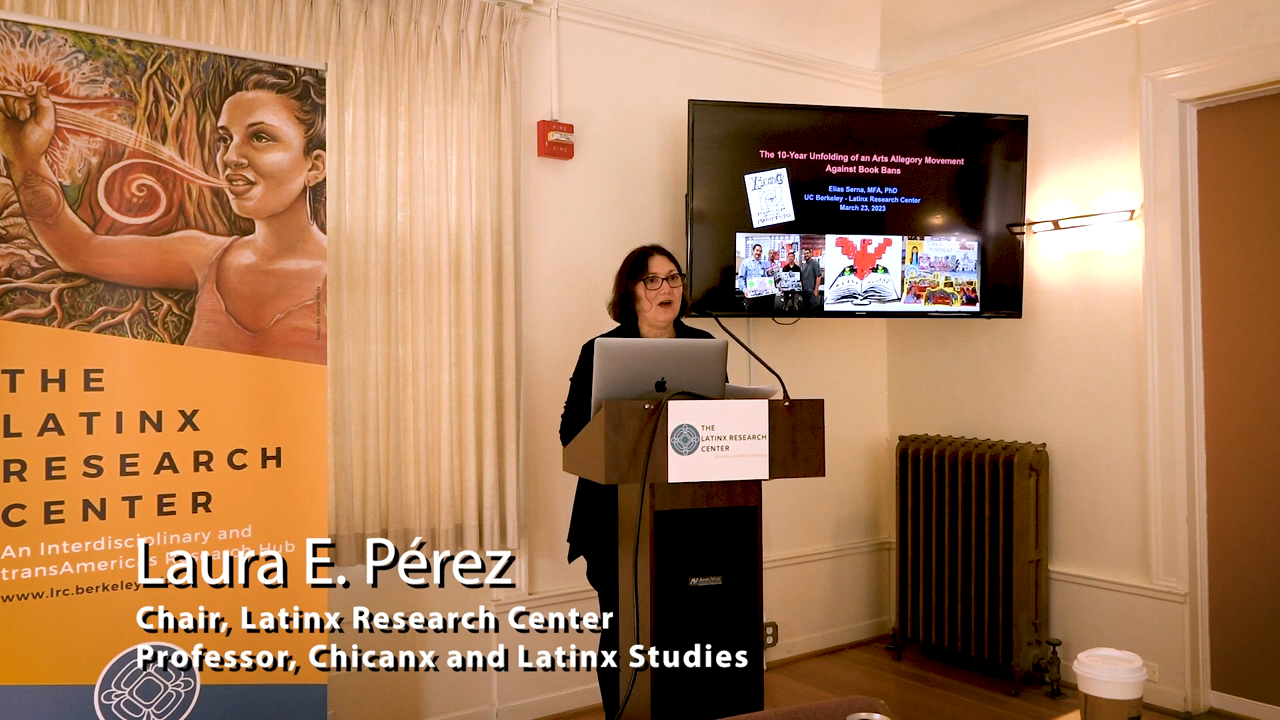 THE
LATINX
RESEARCH
CENTER
An Interdisciplinary and
transAmericas Research Hub
www.lrc.berkeley
FIRE
FIRE
The 10-Year Unfolding of an Arts Allegory Movement
Against Book Bans
Elias Serna, MFA, PhD
UC Berkeley - Latinx Research Center
March 23, 2023
THE
LATINX RESEARCH
CENTER
Laura E. Pérez
Chair, Latinx Research Center
Professor, Chicanx and Latinx Studies